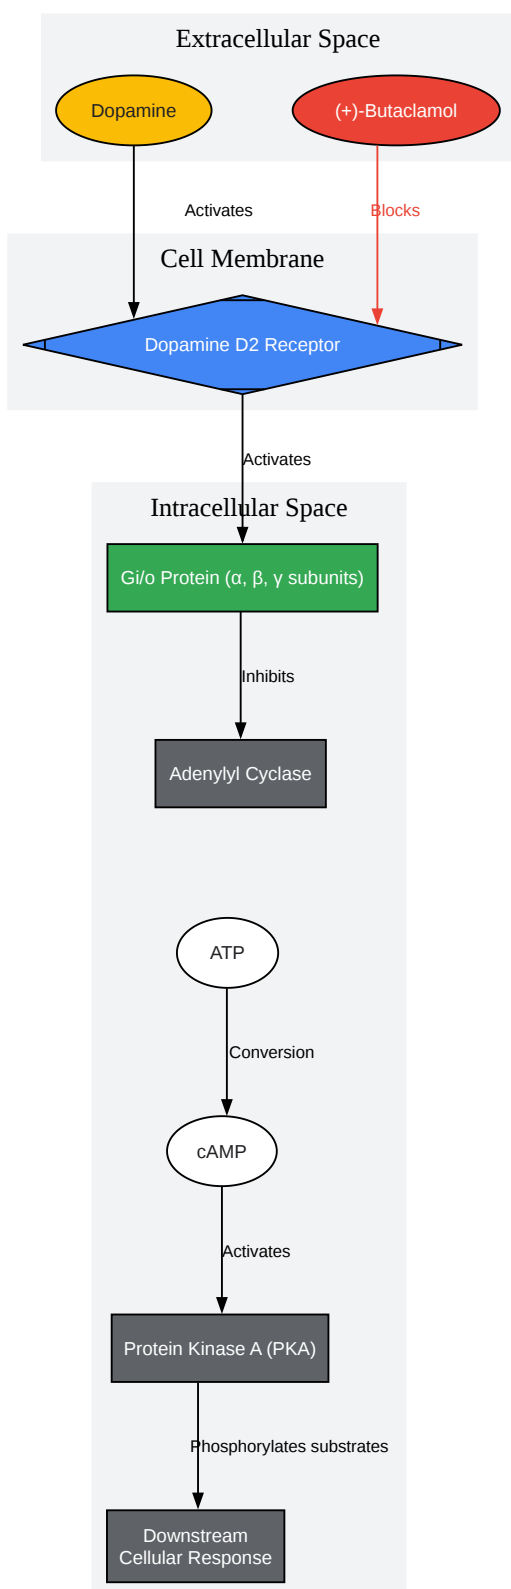 Extracellular Space
Dopamine
(+)-Butaclamol
Activates
Blocks
Cell Membrane
Dopamine D2 Receptor
Activates
Intracellular Space
Gi/o Protein (α, β, γ subunits)
Inhibits
Adenylyl Cyclase
ATP
Conversion
cAMP
Activates
Protein Kinase A (PKA)
Phosphorylates substrates
Downstream
Cellular Response